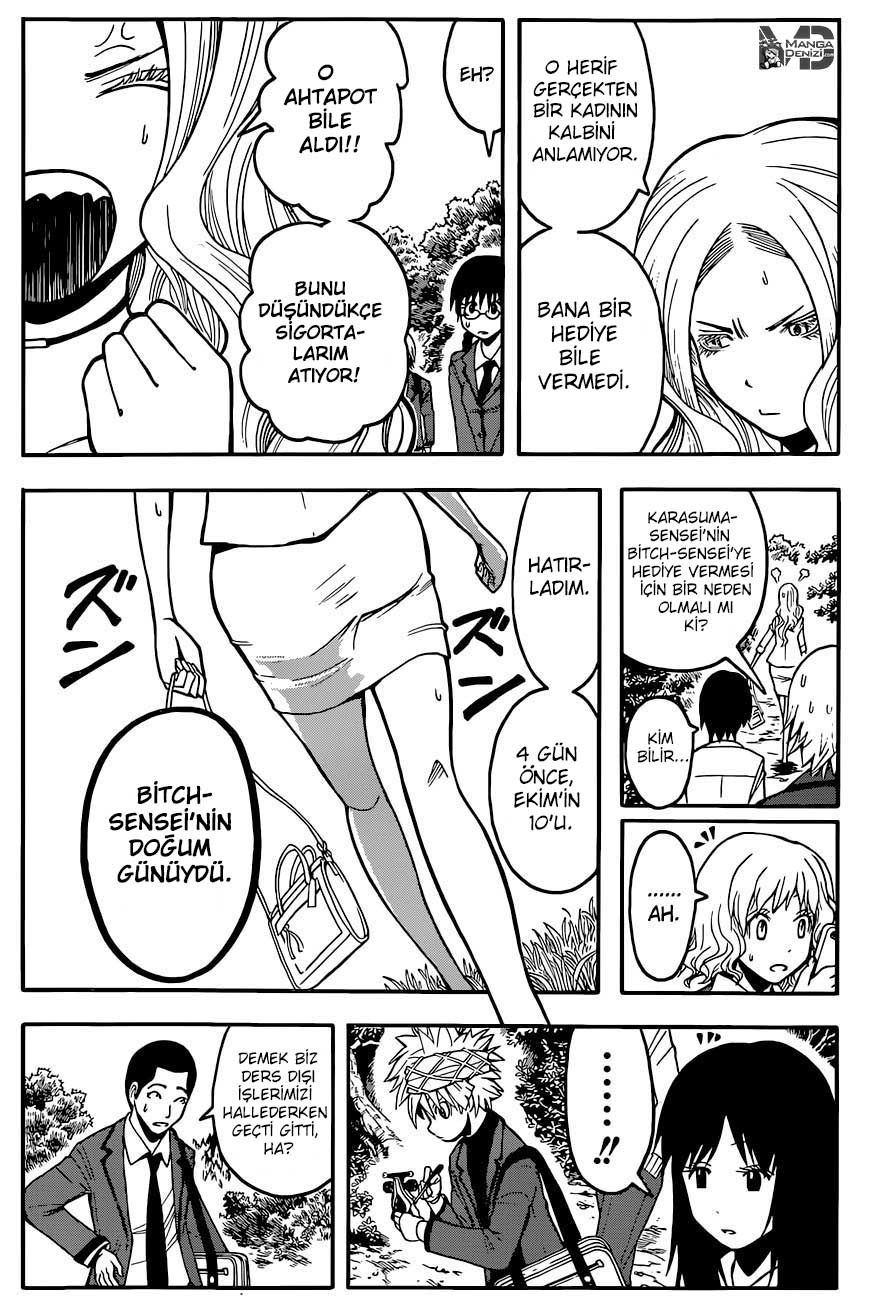 MANGA
DENİZİ
O HERİF
GERÇEKTEN
BİR KADININ
KALBİNİ
ANLAMIYOR.
BANA BİR
HEDİYE
BİLE
VERMEDİ.
EH?
O
AHTAPOT
BİLE
ALDI!!
BUNU
DÜŞÜNDÜKÇE
SİGORTA-
LARIM
ATIYOR!
KARASUMA-
SENSEİ'NİN
BİTCH-SENSEİ'YE
HEDİYE VERMESİ
İÇİN BİR NEDEN
OLMALI MI
Kİ?
KİM
BİLİR...
......
AH.
HATIR-
LADIM.
4 GÜN
ÖNCE,
EKİM'İN
10'U.
ズン
ズン
BİTCH-
SENSEİ'NİN
DOĞUM
GÜNÜYDÜ.
......!!
DEMEK BİZ
DERS DIŞI
İŞLERİMİZİ
HALLEDERKEN
GEÇTİ GİTTİ,
HA?